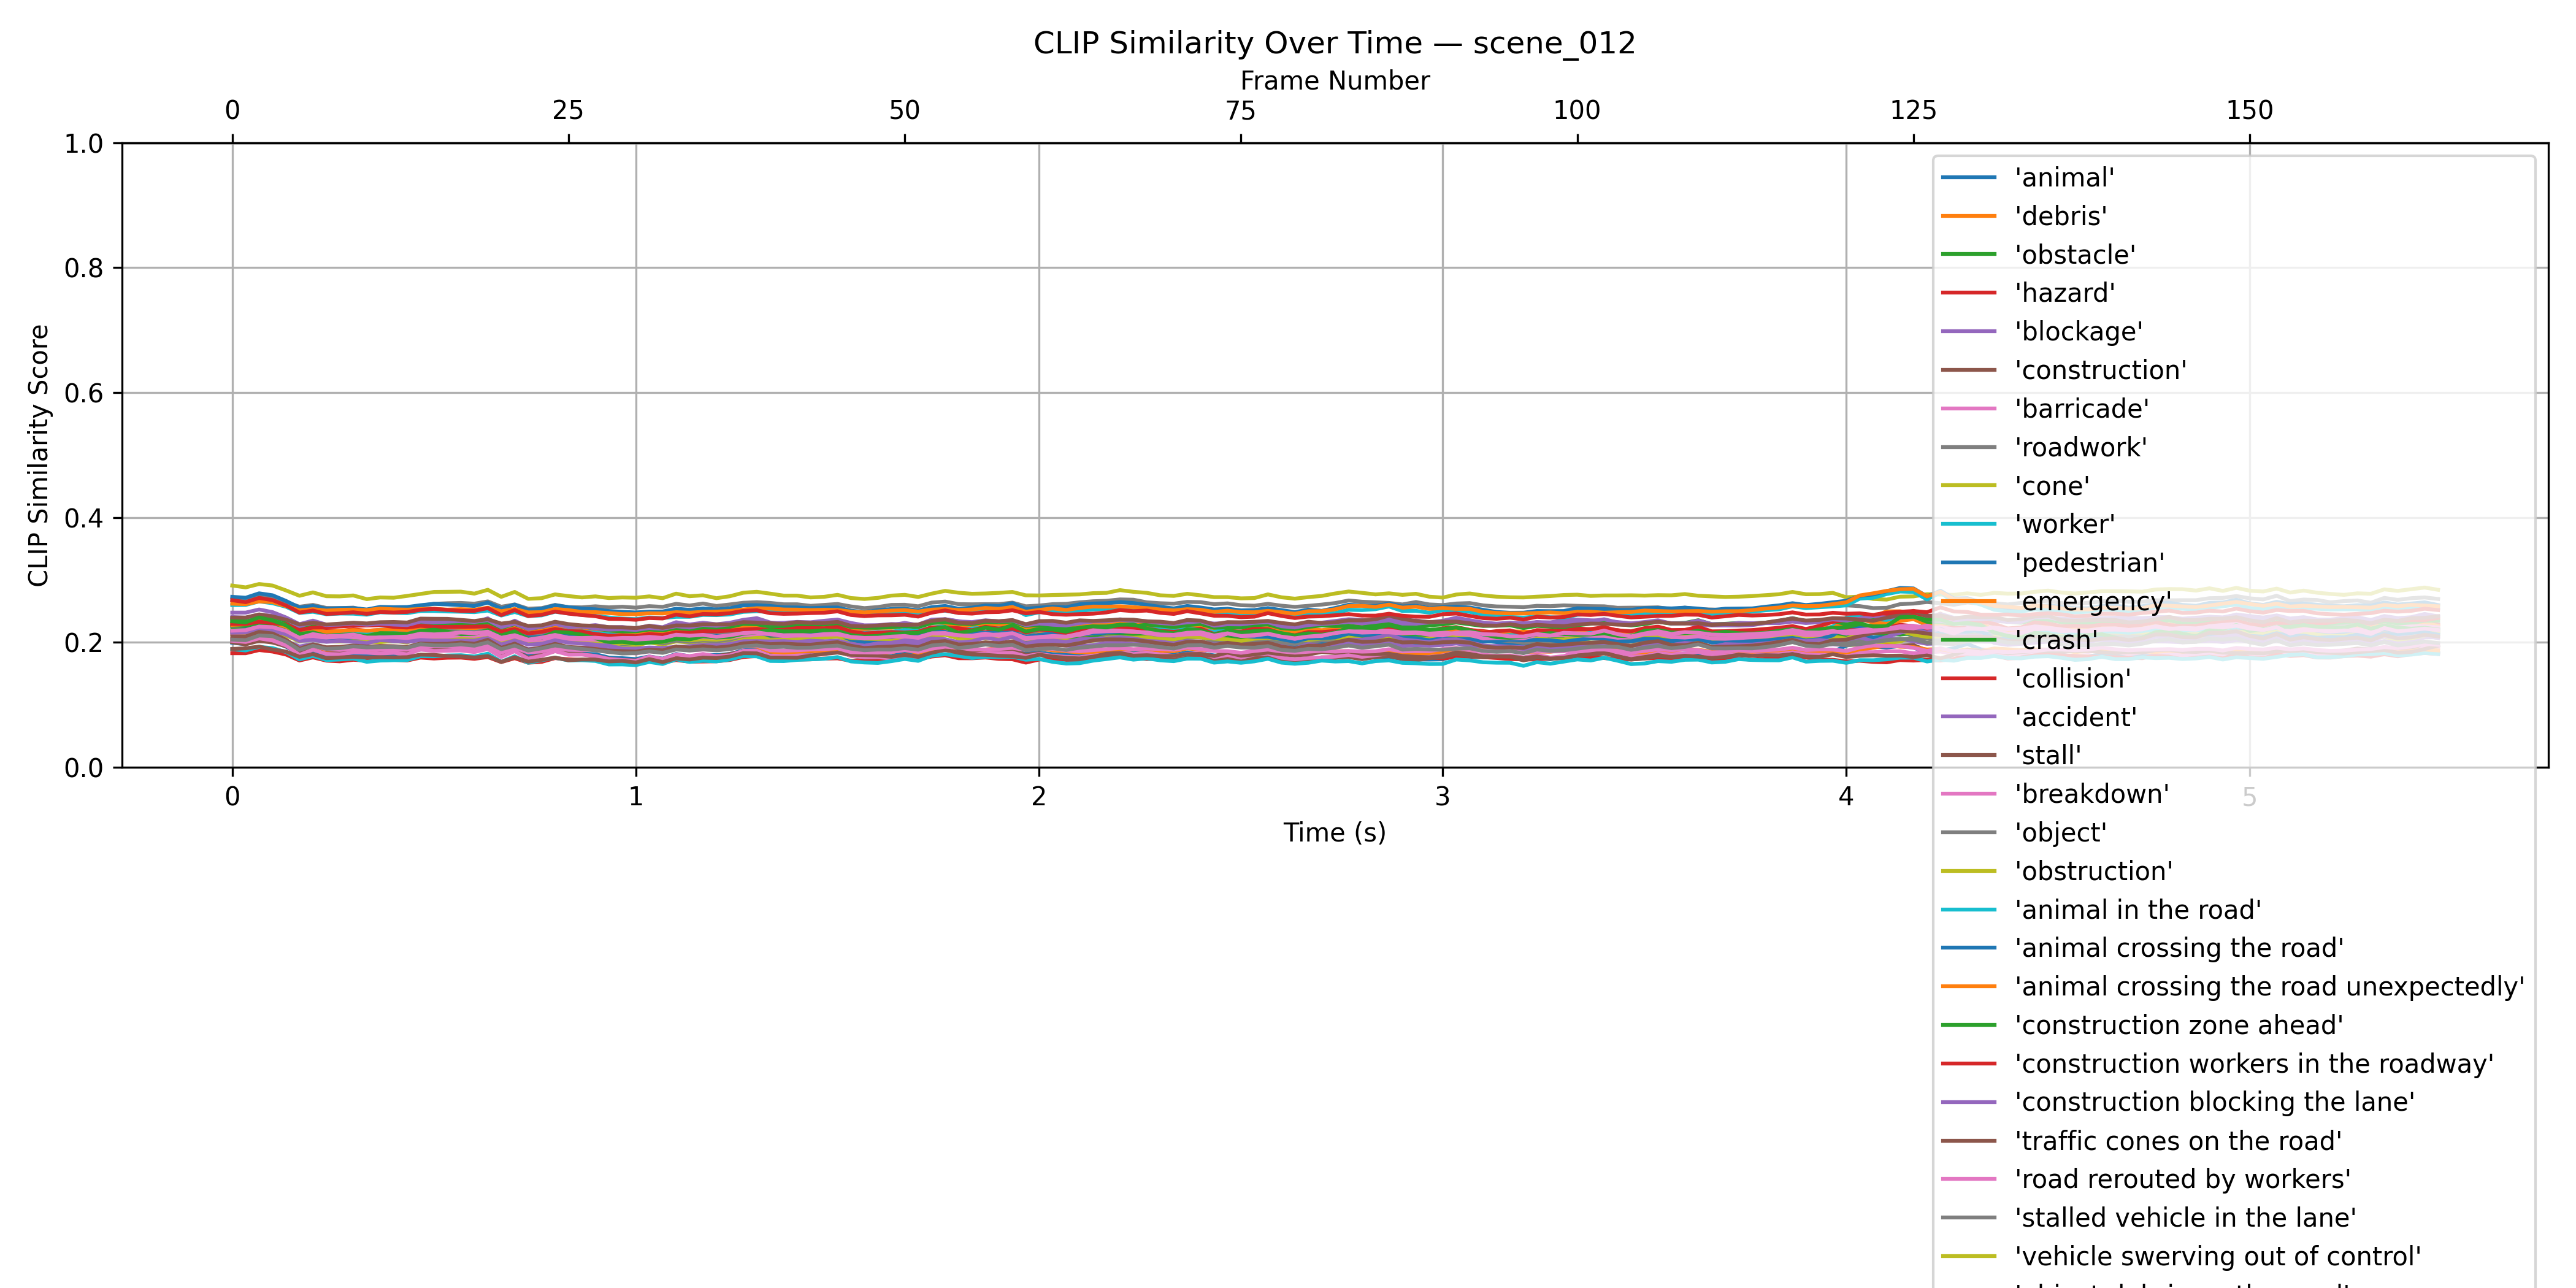 CLIP Similarity Over Time — scene_012
Frame Number
0 25 50 75 100 125 150
1.0
0.8
0.6
0.4
0.2
0.0
CLIP Similarity Score
0 1 2 3 4 5
Time (s)
'animal'
'debris'
'obstacle'
'hazard'
'blockage'
'construction'
'barricade'
'roadwork'
'cone'
'worker'
'pedestrian'
'emergency'
'crash'
'collision'
'accident'
'stall'
'breakdown'
'object'
'obstruction'
'animal in the road'
'animal crossing the road'
'animal crossing the road unexpectedly'
'construction zone ahead'
'construction workers in the roadway'
'construction blocking the lane'
'traffic cones on the road'
'road rerouted by workers'
'stalled vehicle in the lane'
'vehicle swerving out of control'